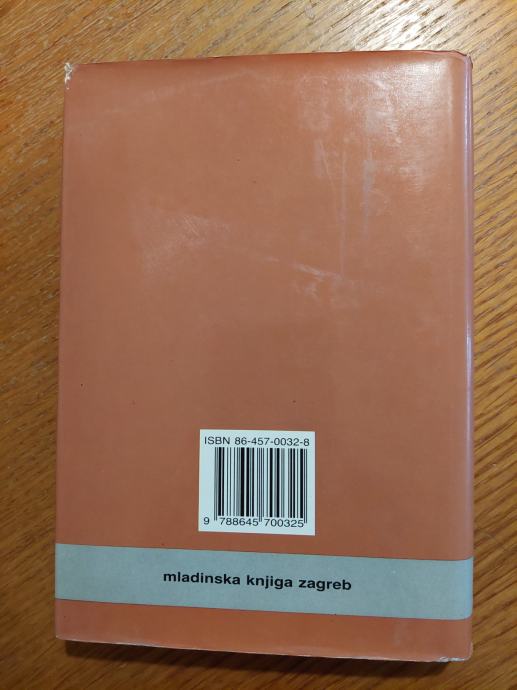 ISBN 86-457-0032-8
9 788645 700325
mladinska knjiga zagreb